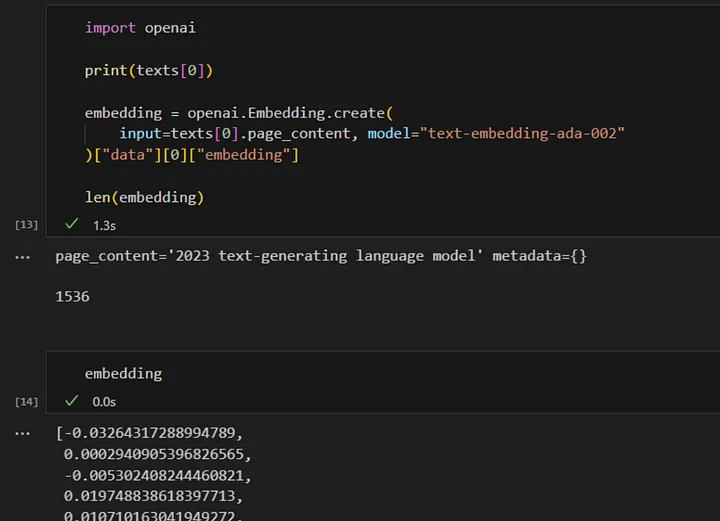 import openai
print(texts[0])
embedding = openai.Embedding.create(
input=texts[0].page_content, model="text-embedding-ada-002"
)["data"][0]["embedding"]
len(embedding)
[13] 1.3s
... page_content='2023 text-generating language model' metadata={}
1536
embedding
[14] 0.0s
... [-0.03264317288994789,
0.0002940905396826565,
-0.005302408244460821,
0.019748838618397713,
0.010710163041949272,